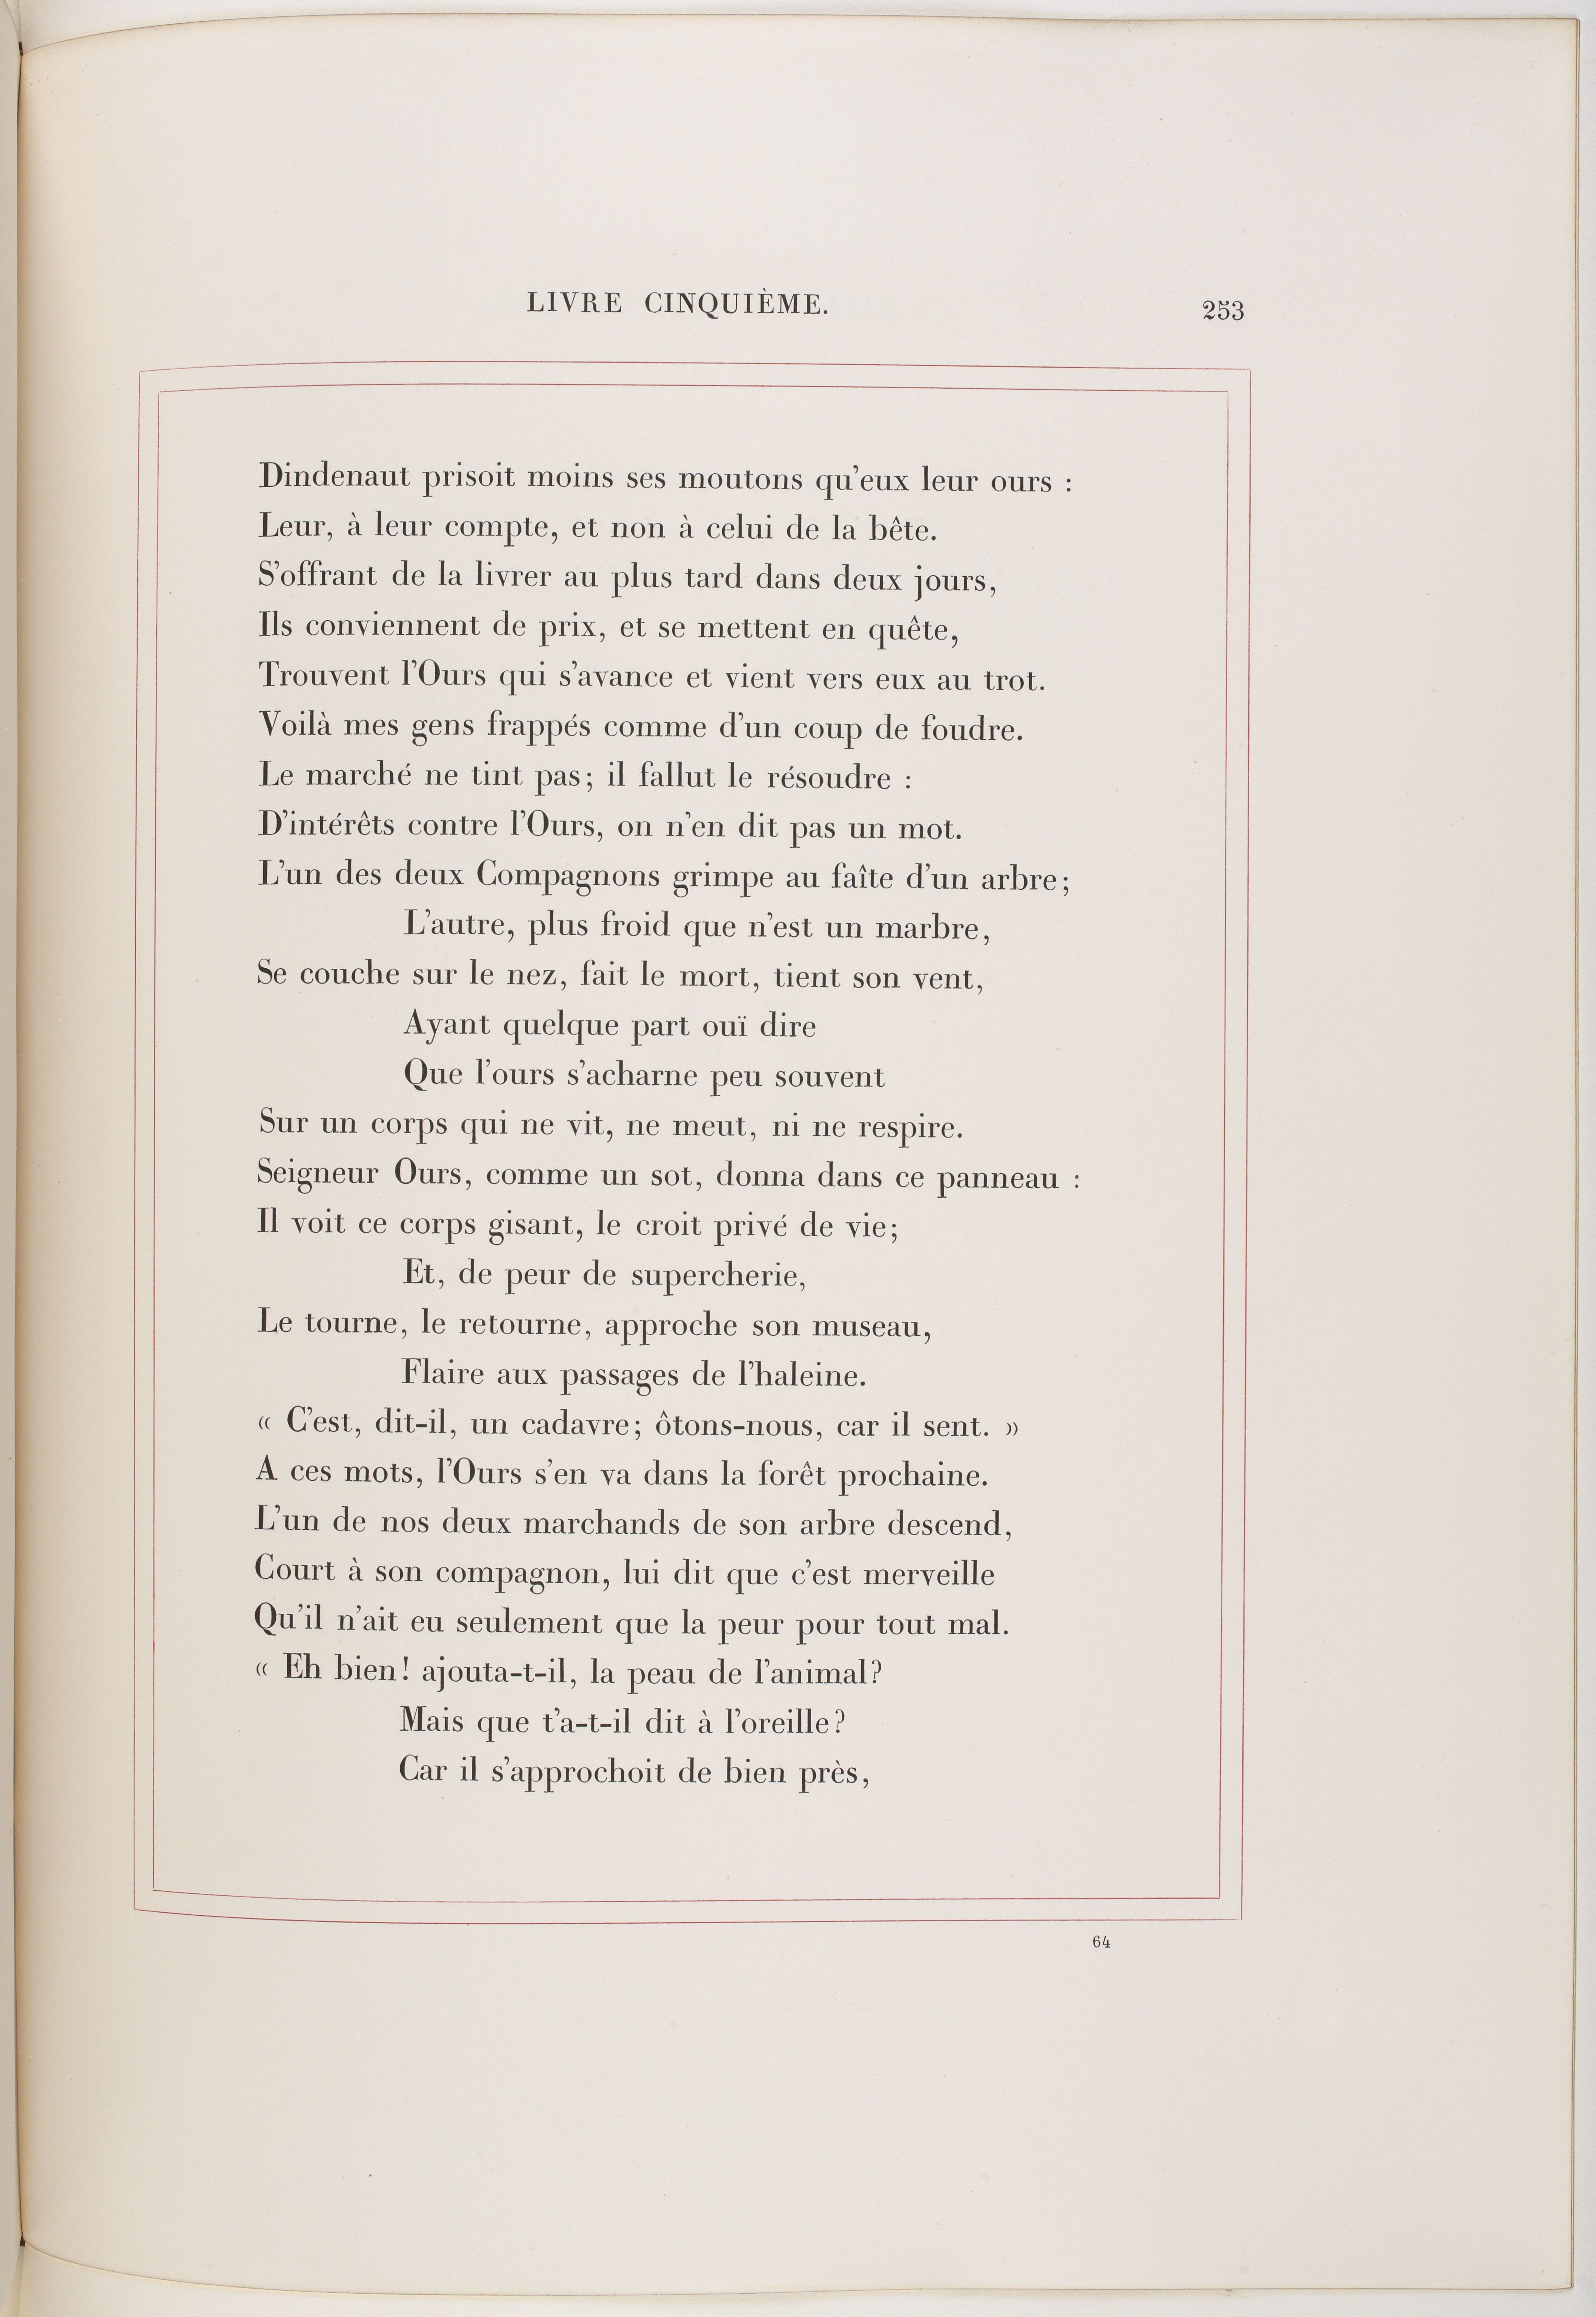 LIVRE CINQUIÈME. 253
Dindenaut prisoit moins ses moutons qu'eux leur ours :
Leur, à leur compte, et non à celui de la bête.
S'offrant de la livrer au plus tard dans deux jours,
Ils conviennent de prix, et se mettent en quête,
Trouvent l'Ours qui s'avance et vient vers eux au trot.
Voilà mes gens frappés comme d'un coup de foudre.
Le marché ne tint pas; il fallut le résoudre :
D'intérêts contre l'Ours, on n'en dit pas un mot.
L'un des deux Compagnons grimpe au faîte d'un arbre;
L'autre, plus froid que n'est un marbre,
Se couche sur le nez, fait le mort, tient son vent,
Ayant quelque part ouï dire
Que l'ours s'acharne peu souvent
Sur un corps qui ne vit, ne meut, ni ne respire.
Seigneur Ours, comme un sot, donna dans ce panneau :
Il voit ce corps gisant, le croit privé de vie;
Et, de peur de supercherie,
Le tourne, le retourne, approche son museau,
Flaire aux passages de l'haleine.
« C'est, dit-il, un cadavre; ôtons-nous, car il sent. »
A ces mots, l'Ours s'en va dans la forêt prochaine.
L'un de nos deux marchands de son arbre descend,
Court à son compagnon, lui dit que c'est merveille
Qu'il n'ait eu seulement que la peur pour tout mal.
« Eh bien! ajouta-t-il, la peau de l'animal?
Mais que t'a-t-il dit à l'oreille?
Car il s'approchoit de bien près,
64